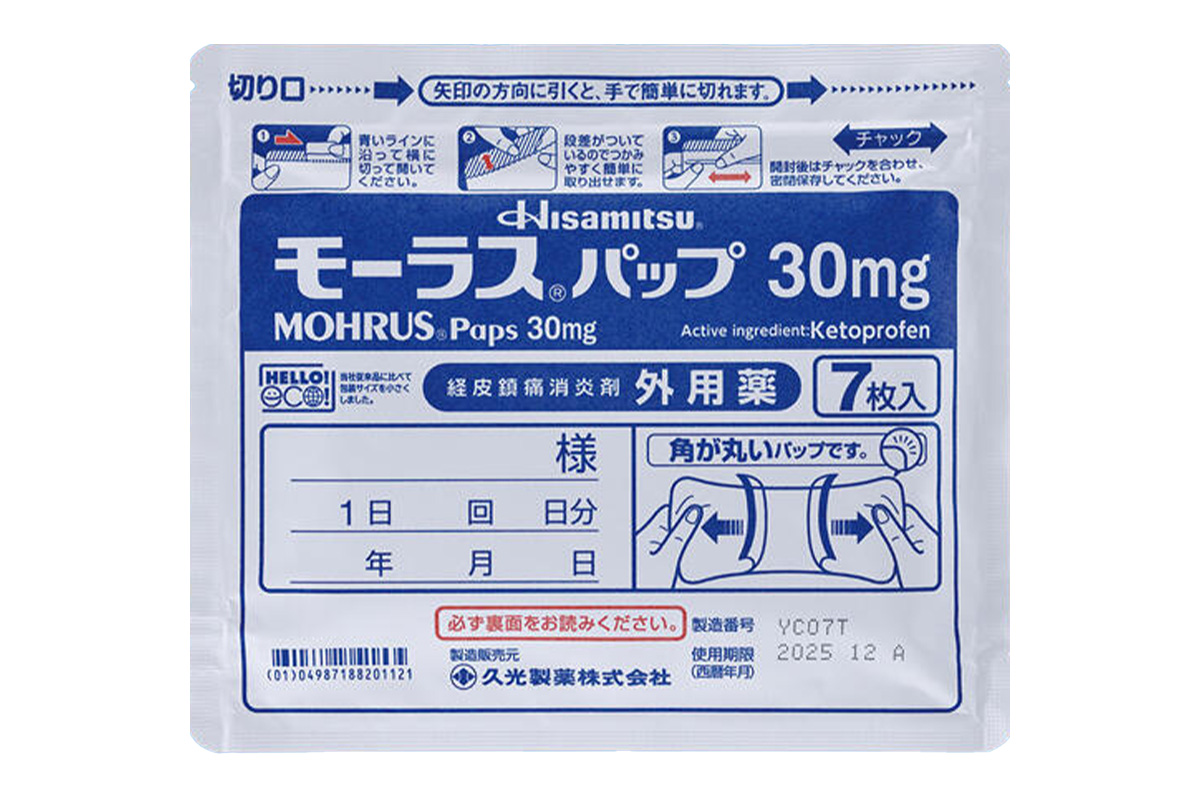 切り口
矢印の方向に引くと、手で簡単に切れます。
1
青いラインに
沿って横に
切って開いて
ください。
2
段差がついて
いるのでつかみ
やすく簡単に
取り出せます。
3
チャック
開封後はチャックを合わせ、
密閉保存してください。
Hisamitsu®
モーラス®パップ 30mg
MOHRUS® Paps 30mg
Active ingredient:Ketoprofen
HELLO!
eco!
当社従来品に比べて
包装サイズを小さく
しました。
経皮鎮痛消炎剤 外用薬
7枚入
様
1日 回 日分
年 月 日
角が丸いパップです。
必ず裏面をお読みください。
製造番号 YC07T
使用期限 2025 12 A
(西暦年月)
(01)04987188201121
製造販売元
久光製薬株式会社